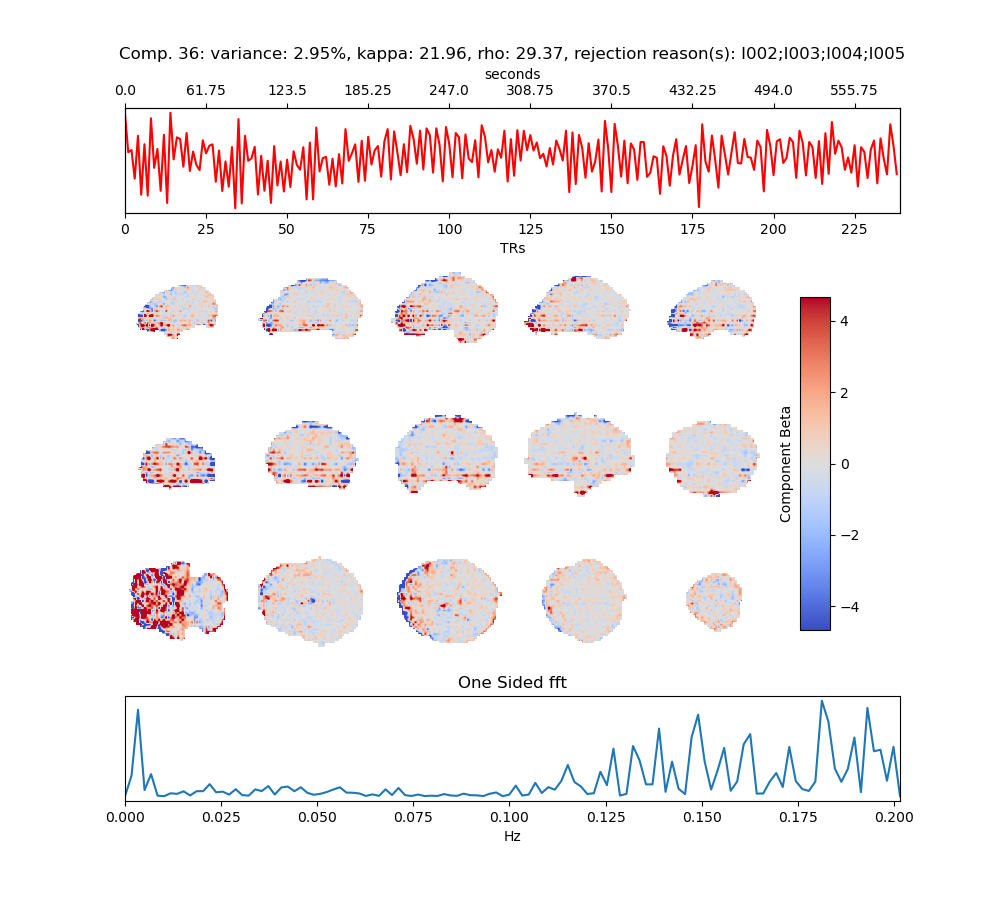 Comp. 36: variance: 2.95%, kappa: 21.96, rho: 29.37, rejection reason(s): I002;I003;I004;I005
seconds
0.0 61.75 123.5 185.25 247.0 308.75 370.5 432.25 494.0 555.75
0 25 50 75 100 125 150 175 200 225
TRs
4
2
0
−2
−4
Component Beta
One Sided fft
0.000 0.025 0.050 0.075 0.100 0.125 0.150 0.175 0.200
Hz